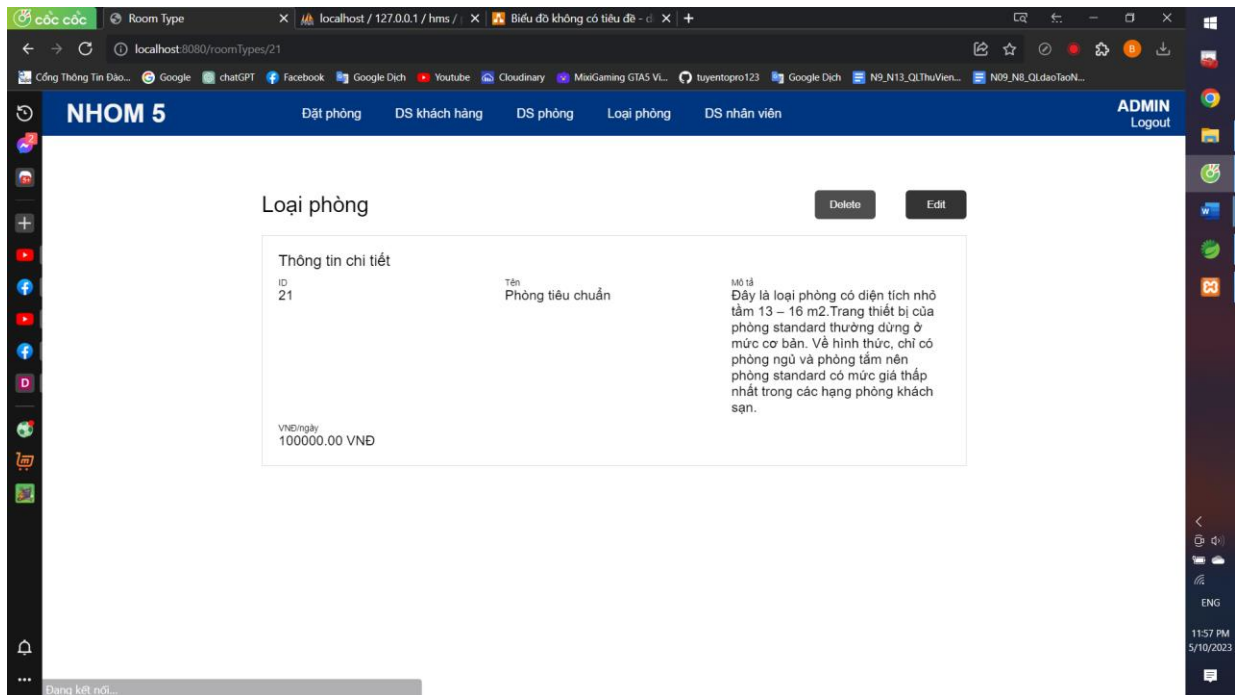 cốc cốc Room Type localhost / 127.0.0.1 / hms / Biểu đồ không có tiêu đề - d
localhost:8080/roomTypes/21
B
Cổng Thông Tin Đào... Google chatGPT Facebook Google Dịch Youtube Cloudinary MixiGaming GTA5 Vi... tuyentopro123 Google Dịch N9_N13_QLThuVien... N09_N8_QLdaoTaoN...
NHOM 5 Đặt phòng DS khách hàng DS phòng Loại phòng DS nhân viên ADMIN
Logout
Loại phòng Delete Edit
Thông tin chi tiết
ID Tên Mô tả
21 Phòng tiêu chuẩn Đây là loại phòng có diện tích nhỏ
tầm 13 – 16 m2.Trang thiết bị của
phòng standard thường dừng ở
mức cơ bản. Về hình thức, chỉ có
phòng ngủ và phòng tắm nên
phòng standard có mức giá thấp
nhất trong các hạng phòng khách
sạn.
VNĐ/ngày
100000.00 VNĐ
D
ENG
11:57 PM
5/10/2023
Đang kết nối...